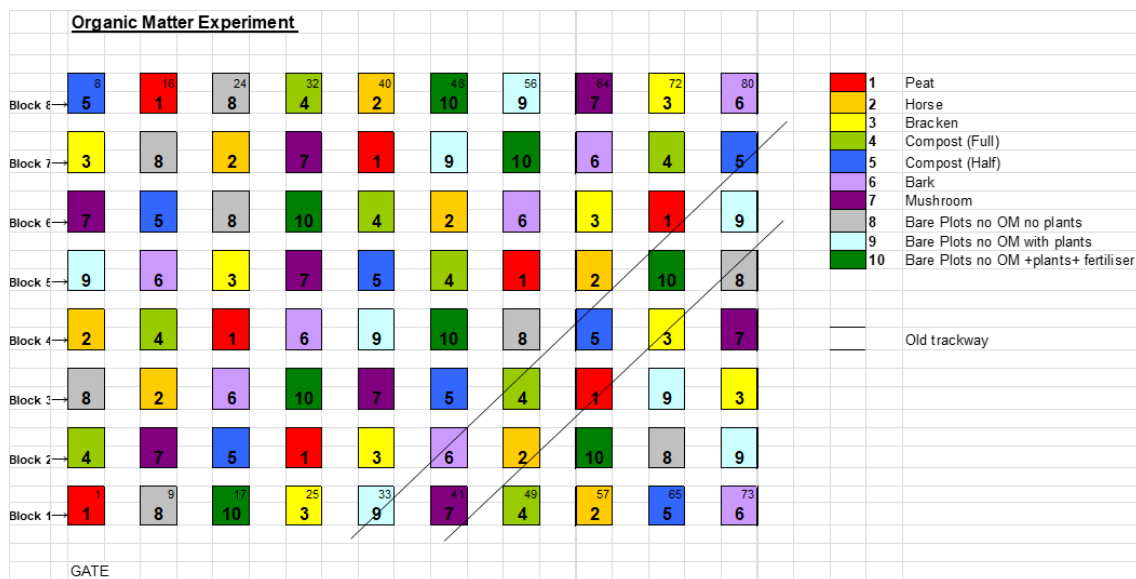 Organic Matter Experiment
8 16 24 32 40 48 56 64 72 80
Block 8 5 1 8 4 2 10 9 7 3 6
Block 7 3 8 2 7 1 9 10 6 4 5
Block 6 7 5 8 10 4 2 6 3 1 9
Block 5 9 6 3 7 5 4 1 2 10 8
Block 4 2 4 1 6 9 10 8 5 3 7
Block 3 8 2 6 10 7 5 4 1 9 3
Block 2 4 7 5 1 3 6 2 10 8 9
1 9 17 25 33 41 49 57 65 73
Block 1 1 8 10 3 9 7 4 2 5 6
GATE
1 Peat
2 Horse
3 Bracken
4 Compost (Full)
5 Compost (Half)
6 Bark
7 Mushroom
8 Bare Plots no OM no plants
9 Bare Plots no OM with plants
10 Bare Plots no OM +plants+ fertiliser
Old trackway